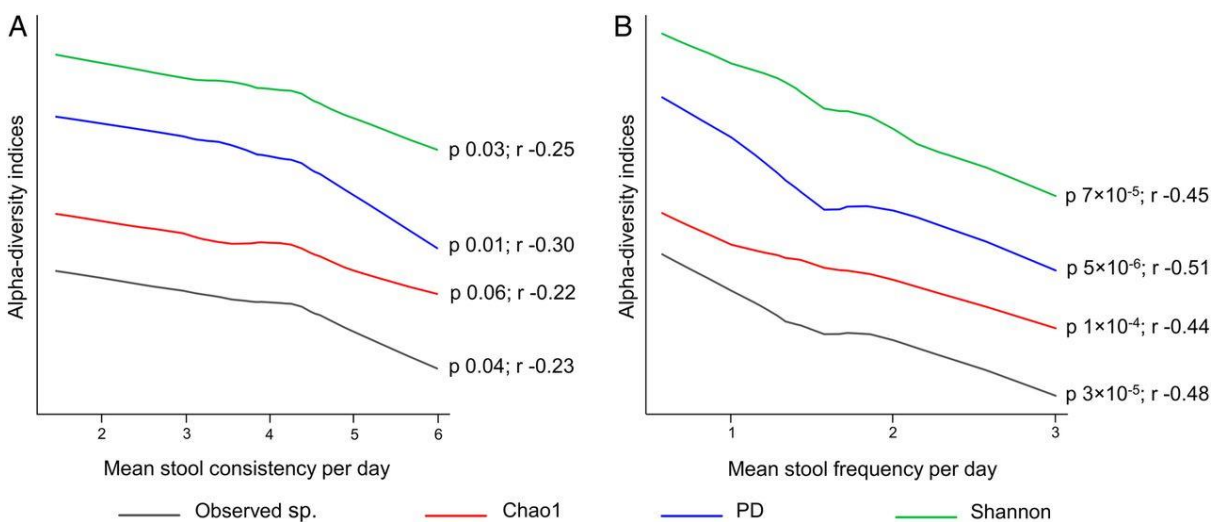 A
Alpha-diversity indices
p 0.03; r -0.25
p 0.01; r -0.30
p 0.06; r -0.22
p 0.04; r -0.23
2 3 4 5 6
Mean stool consistency per day
B
Alpha-diversity indices
p 7×10⁻⁵; r -0.45
p 5×10⁻⁶; r -0.51
p 1×10⁻⁴; r -0.44
p 3×10⁻⁵; r -0.48
1 2 3
Mean stool frequency per day
Observed sp. Chao1 PD Shannon